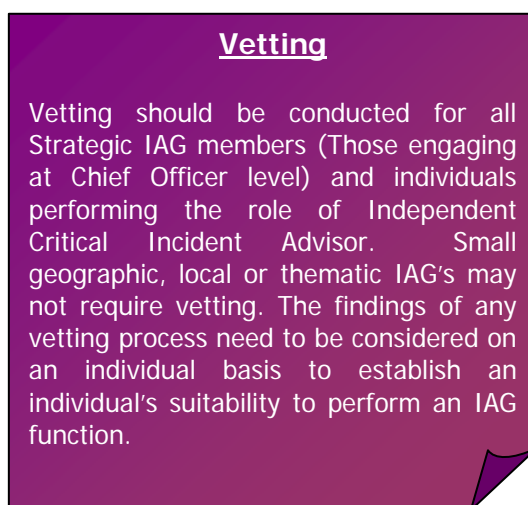 Vetting
Vetting should be conducted for all
Strategic IAG members (Those engaging
at Chief Officer level) and individuals
performing the role of Independent
Critical Incident Advisor. Small
geographic, local or thematic IAG's may
not require vetting. The findings of any
vetting process need to be considered on
an individual basis to establish an
individual's suitability to perform an IAG
function.